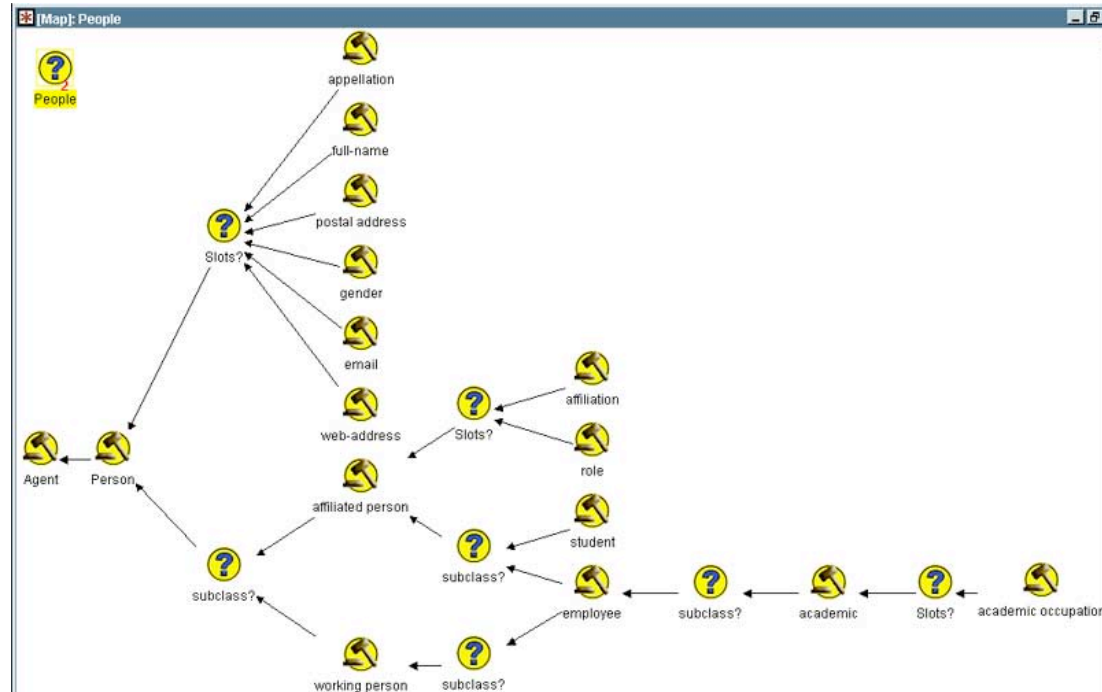 [Map]: People
2
People
appellation
full-name
postal address
Slots?
gender
email
web-address
Agent
Person
affiliated person
Slots?
affiliation
role
student
subclass?
subclass?
employee
subclass?
academic
Slots?
academic occupation
working person
subclass?